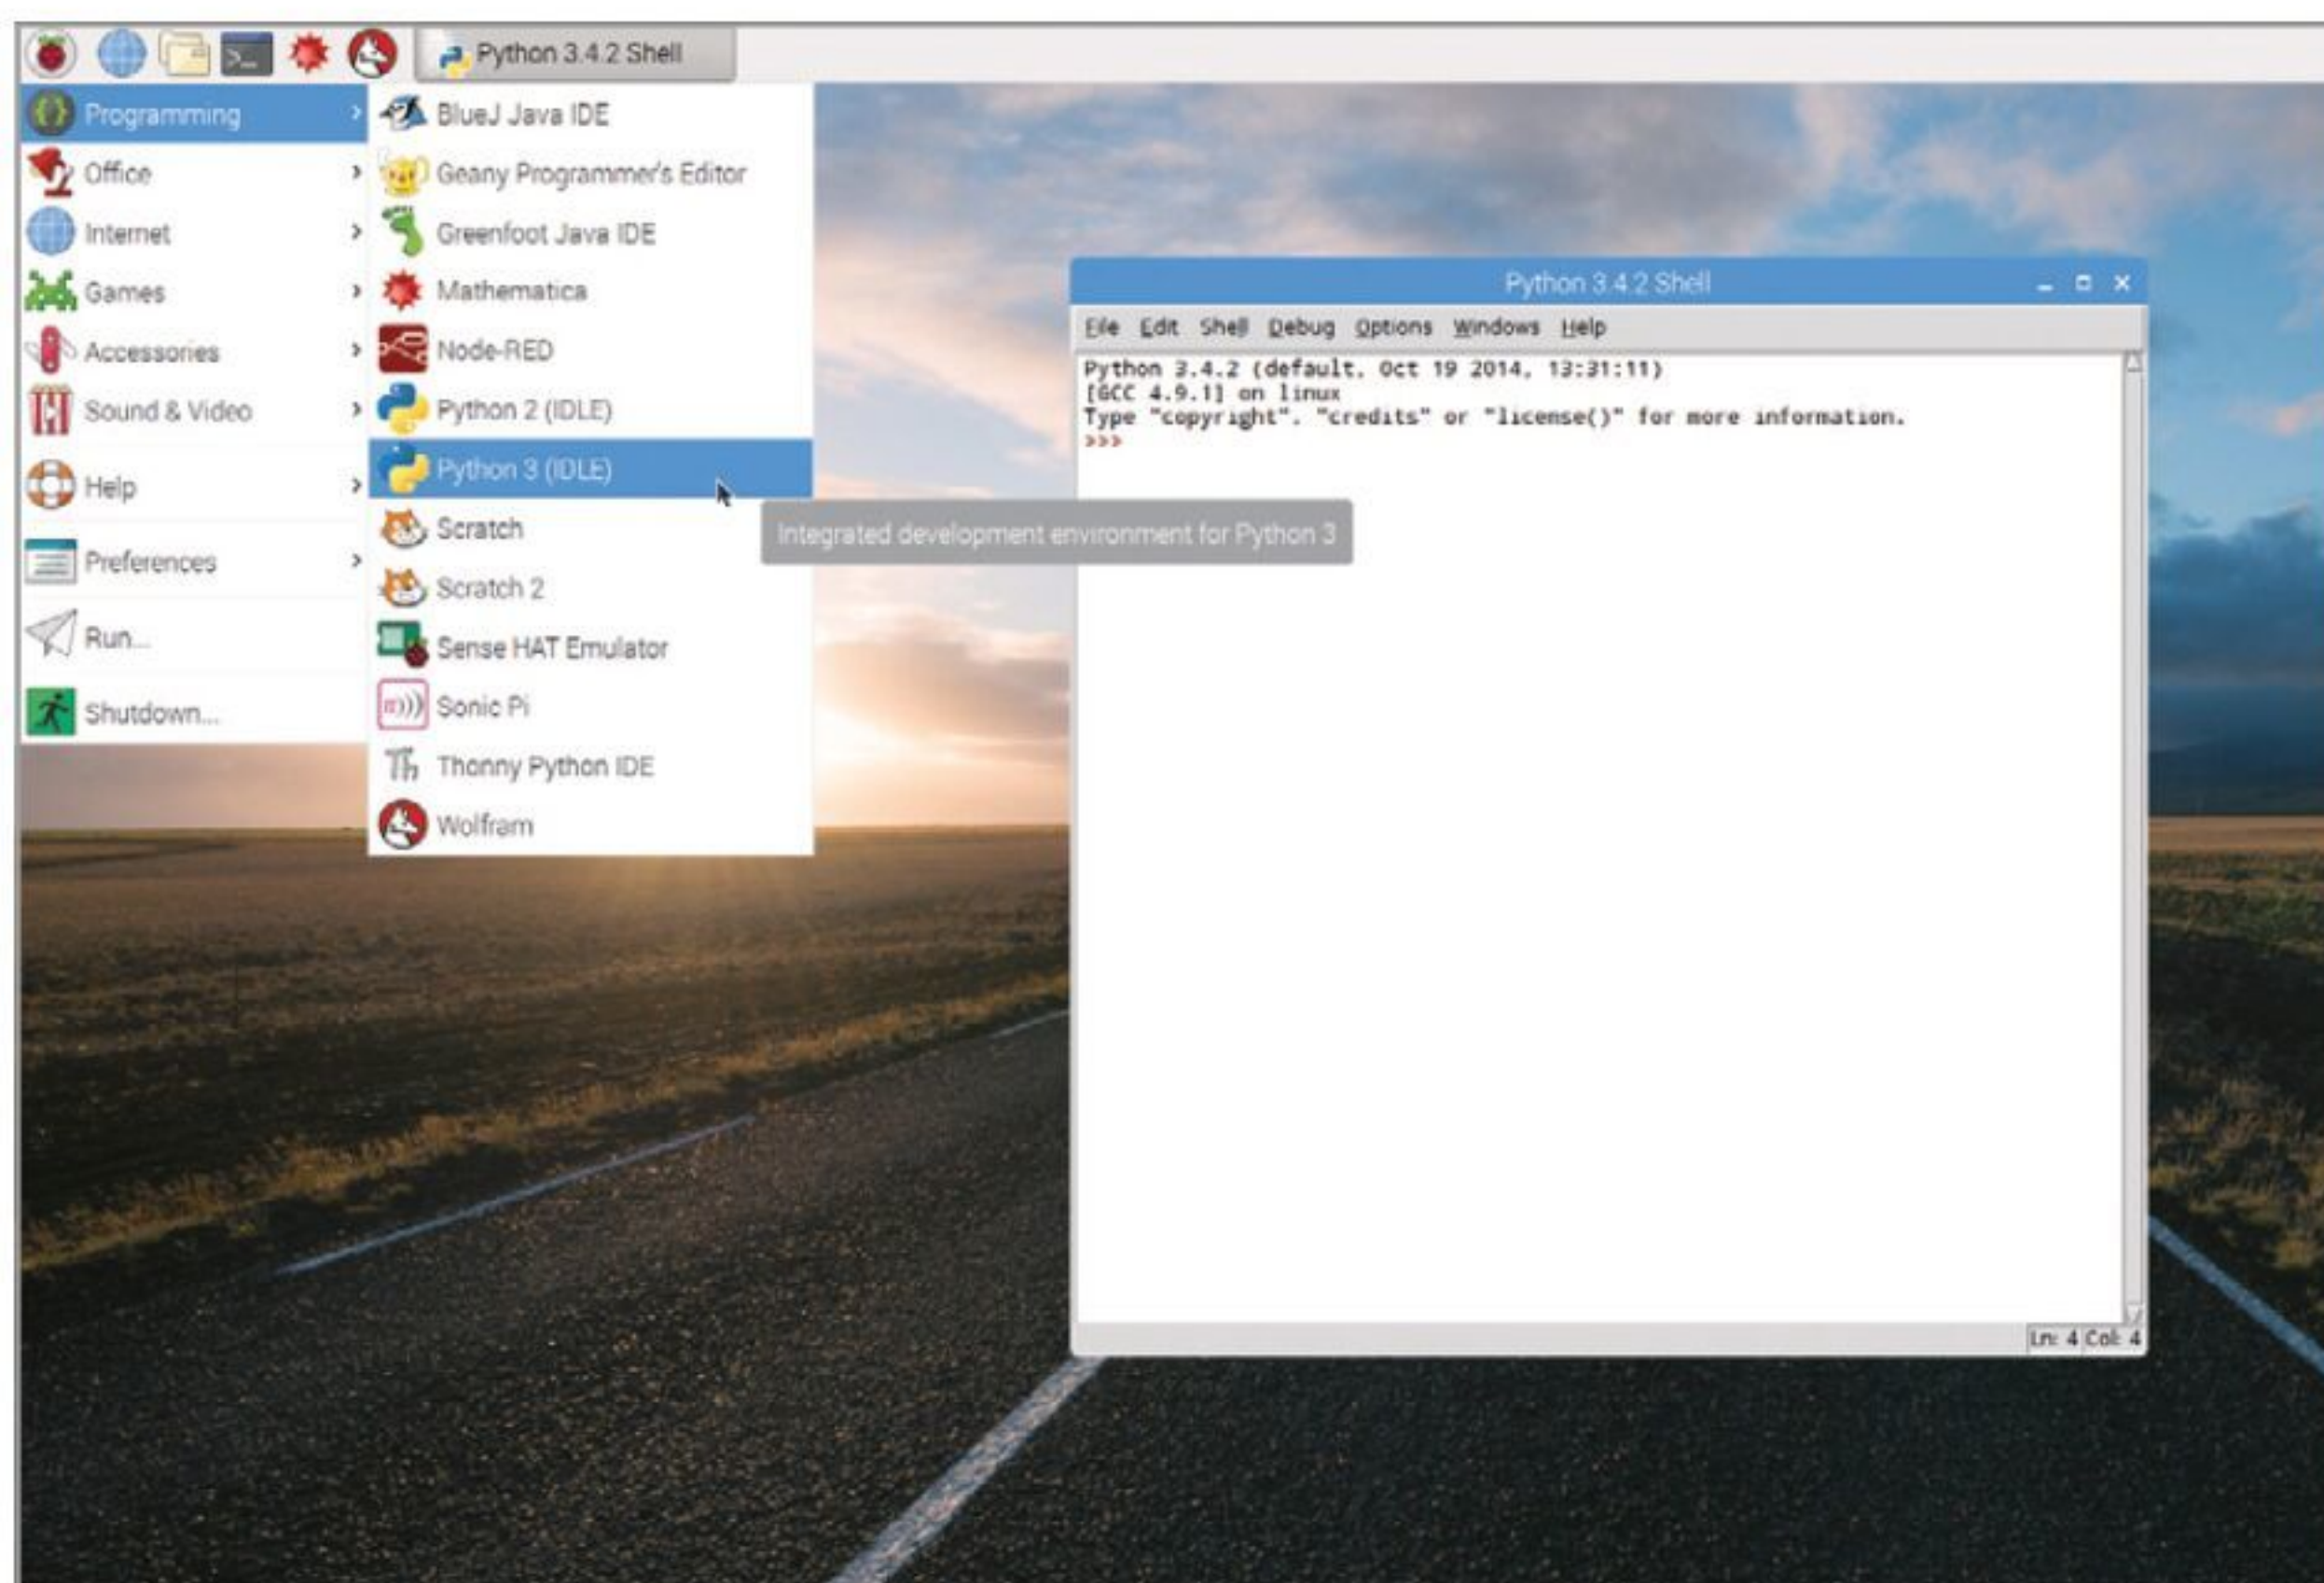 Python 3.4.2 Shell
Programming
Office
Internet
Games
Accessories
Sound & Video
Help
Preferences
Run...
Shutdown...
BlueJ Java IDE
Geany Programmer's Editor
Greenfoot Java IDE
Mathematica
Node-RED
Python 2 (IDLE)
Python 3 (IDLE)
Scratch
Scratch 2
Sense HAT Emulator
Sonic Pi
Th Thonny Python IDE
Wolfram
Integrated development environment for Python 3
Python 3.4.2 Shell
File Edit Shell Debug Options Windows Help
Python 3.4.2 (default, Oct 19 2014, 13:31:11)
[GCC 4.9.1] on linux
Type "copyright", "credits" or "license()" for more information.
>>>
Ln: 4 Col: 4